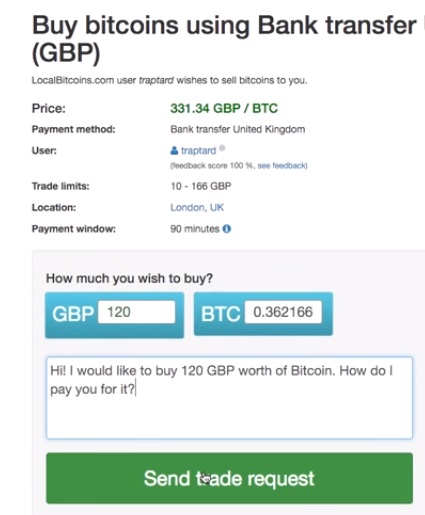 Buy bitcoins using Bank transfer
(GBP)
LocalBitcoins.com user traptard wishes to sell bitcoins to you.
Price: 331.34 GBP / BTC
Payment method: Bank transfer United Kingdom
User: traptard
(feedback score 100 %, see feedback)
Trade limits: 10 - 166 GBP
Location: London, UK
Payment window: 90 minutes
How much you wish to buy?
GBP 120 BTC 0.362166
Hi! I would like to buy 120 GBP worth of Bitcoin. How do I
pay you for it?
Send trade request